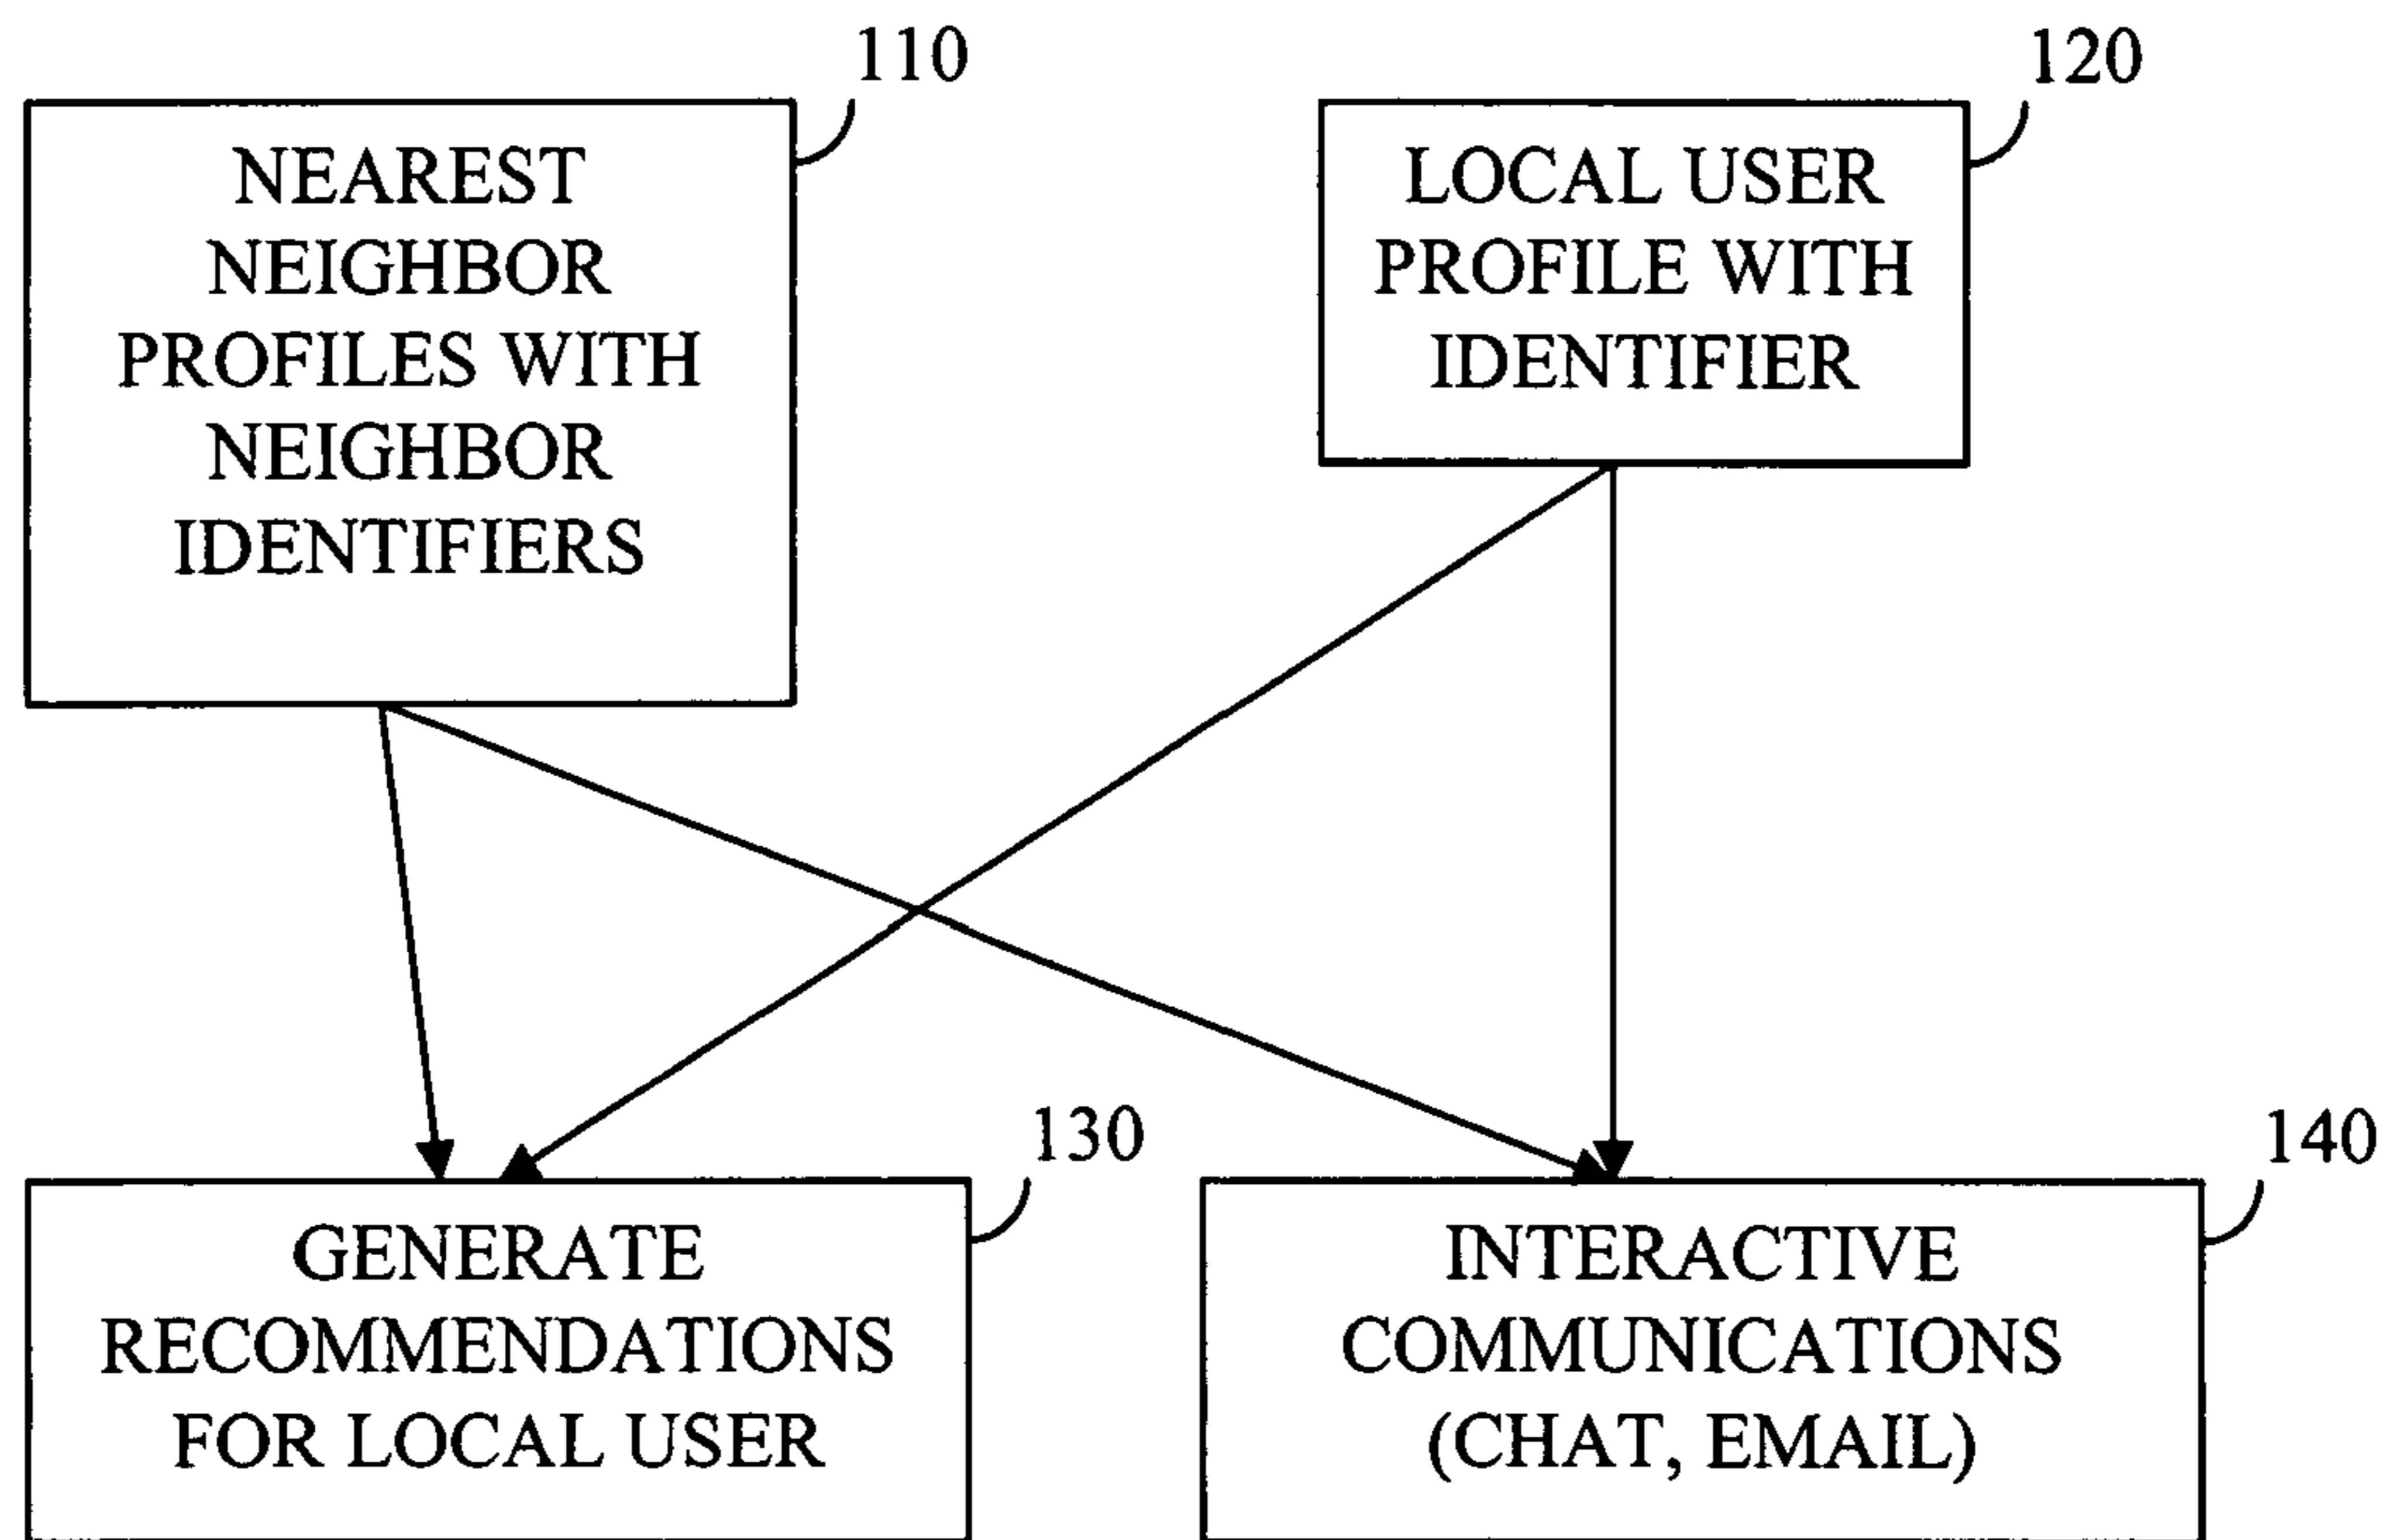 110
NEAREST
NEIGHBOR
PROFILES WITH
NEIGHBOR
IDENTIFIERS
120
LOCAL USER
PROFILE WITH
IDENTIFIER
130
GENERATE
RECOMMENDATIONS
FOR LOCAL USER
140
INTERACTIVE
COMMUNICATIONS
(CHAT, EMAIL)